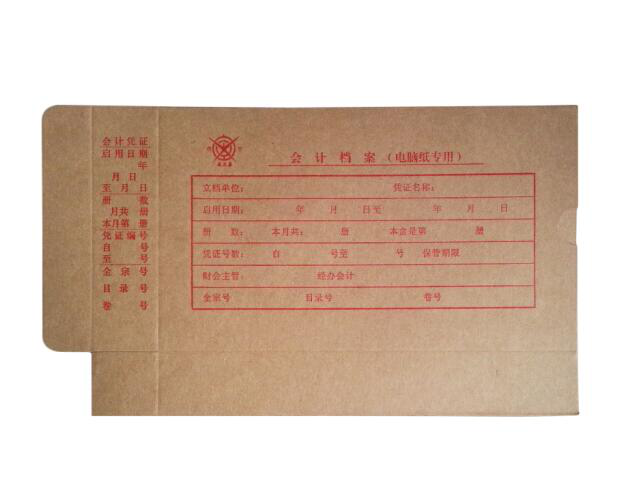 会计凭证
启用日期
年
月 日
至 月 日
册 数
月共 册
本月第 册
凭证编号
自 号
至 号
全宗号
目录号
卷 号
会计档案（电脑纸专用）
立档单位： 凭证名称：
启用日期： 年 月 日至 年 月 日
册 数： 本月共： 册 本盒是第 册
凭证号数： 自 号至 号 保管期限
财会主管： 经办会计
全宗号 目录号 卷号